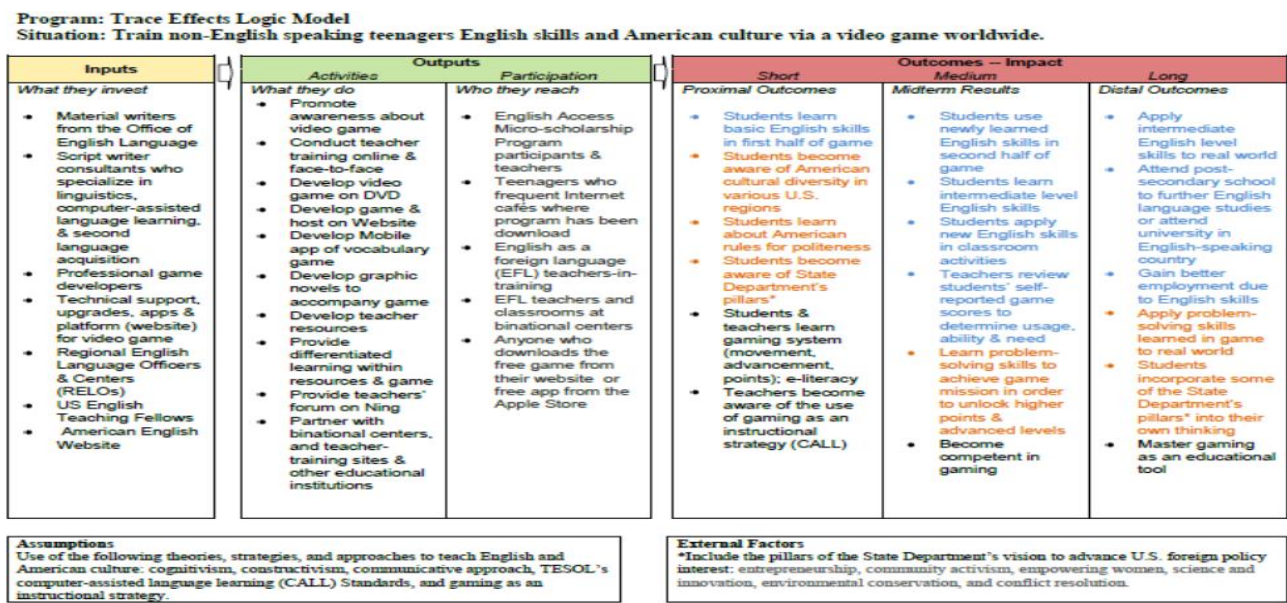 Program: Trace Effects Logic Model
Situation: Train non-English speaking teenagers English skills and American culture via a video game worldwide.
Inputs
What they invest
• Material writers
from the Office of
English Language
• Script writer
consultants who
specialize in
linguistics,
computer-assisted
language learning,
& second
language
acquisition
• Professional game
developers
• Technical support,
upgrades, apps &
platform (website)
for video game
• Regional English
Language Officers
& Centers
(RELOs)
• US English
Teaching Fellows
• American English
Website
Outputs
Activities
What they do
• Promote
awareness about
video game
• Conduct teacher
training online &
face-to-face
• Develop video
game on DVD
• Develop game &
host on Website
• Develop Mobile
app of vocabulary
game
• Develop graphic
novels to
accompany game
• Develop teacher
resources
• Provide
differentiated
learning within
resources & game
• Provide teachers'
forum on Ning
• Partner with
binational centers,
and teacher-
training sites &
other educational
institutions
Participation
Who they reach
• English Access
Micro-scholarship
Program
participants &
teachers
• Teenagers who
frequent Internet
cafés where
program has been
download
• English as a
foreign language
(EFL) teachers-in-
training
• EFL teachers and
classrooms at
binational centers
• Anyone who
downloads the
free game from
their website or
free app from the
Apple Store
Outcomes – Impact
Short
Proximal Outcomes
• Students learn
basic English skills
in first half of game
• Students become
aware of American
cultural diversity in
various U.S.
regions
• Students learn
about American
rules for politeness
• Students become
aware of State
Department's
pillars*
• Students &
teachers learn
gaming system
(movement,
advancement,
points); e-literacy
• Teachers become
aware of the use
of gaming as an
instructional
strategy (CALL)
Medium
Midterm Results
• Students use
newly learned
English skills in
second half of
game
• Students learn
intermediate level
English skills
• Students apply
new English skills
in classroom
activities
• Teachers review
students' self-
reported game
scores to
determine usage,
ability & need
• Learn problem-
solving skills to
achieve game
mission in order
to unlock higher
points &
advanced levels
• Become
competent in
gaming
Long
Distal Outcomes
• Apply
intermediate
English level
skills to real world
• Attend post-
secondary school
to further English
language studies
or attend
university in
English-speaking
country
• Gain better
employment due
to English skills
• Apply problem-
solving skills
learned in game
to real world
• Students
incorporate some
of the State
Department's
pillars* into their
own thinking
• Master gaming
as an educational
tool
Assumptions
Use of the following theories, strategies, and approaches to teach English and
American culture: cognitivism, constructivism, communicative approach, TESOL's
computer-assisted language learning (CALL) Standards, and gaming as an
instructional strategy.
External Factors
*Include the pillars of the State Department's vision to advance U.S. foreign policy
interest: entrepreneurship, community activism, empowering women, science and
innovation, environmental conservation, and conflict resolution.